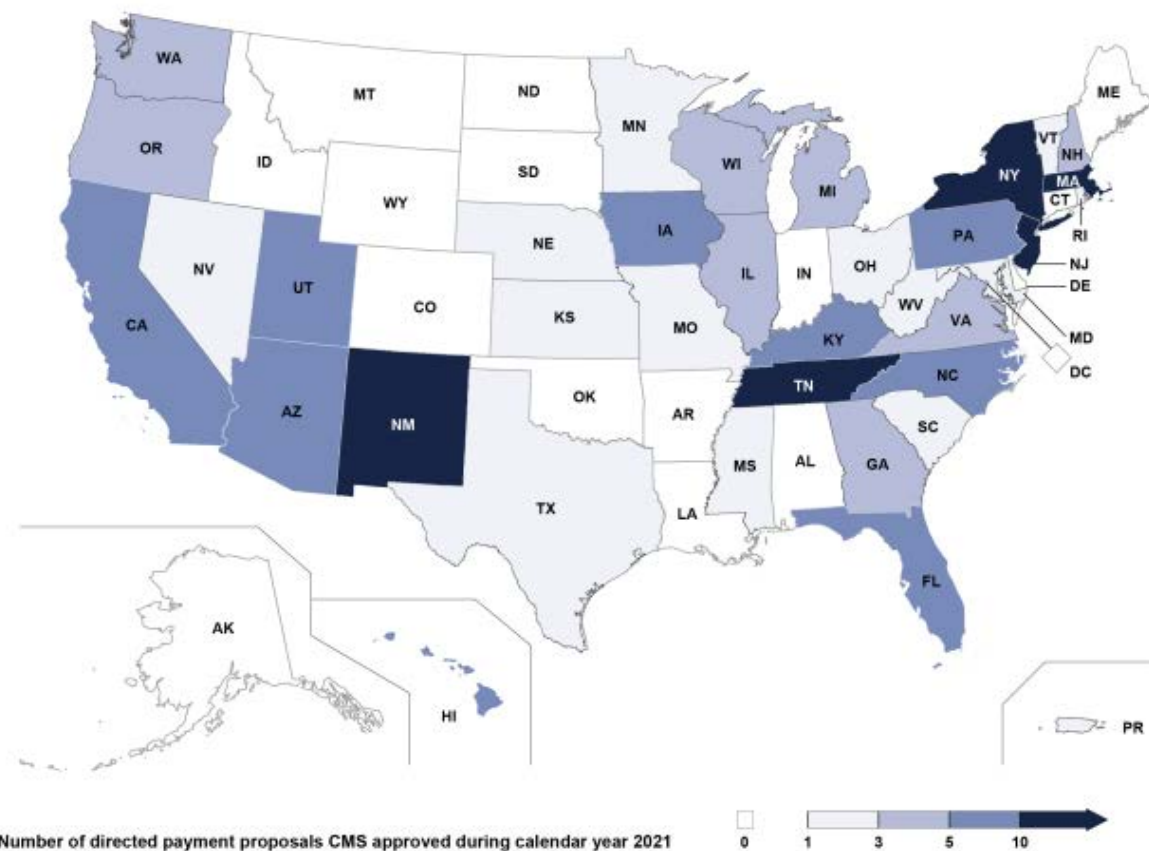 WA
MT
ND
MN
ME
VT
NH
OR
ID
SD
WI
MI
NY
MA
CT
RI
WY
NE
IA
PA
NJ
NV
UT
CO
IL
IN
OH
DE
CA
KS
MO
WV
VA
MD
KY
DC
AZ
NM
OK
AR
TN
NC
SC
MS
AL
GA
TX
LA
FL
AK
HI
PR
Number of directed payment proposals CMS approved during calendar year 2021
0 1 3 5 10